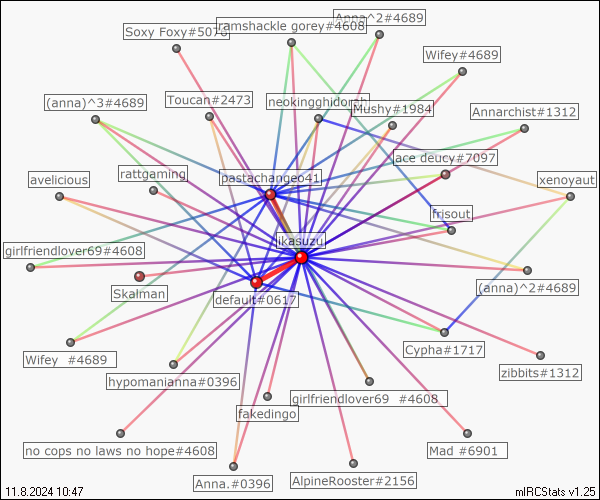 Anna^2#4689
Soxy Foxy#5076
ramshackle gorey#4608
Wifey#4689
(anna)^3#4689
Toucan#2473
neokingghidorah
Mushy#1984
Annarchist#1312
ace deucy#7097
avelicious
rattgaming
pastachangeo41
xenoyaut
frisout
girlfriendlover69#4608
ikasuzu
Skalman
default#0617
(anna)^2#4689
Wifey #4689
Cypha#1717
hypomanianna#0396
zibbits#1312
fakedingo
girlfriendlover69 #4608
no cops no laws no hope#4608
Mad #6901
Anna.#0396
AlpineRooster#2156
11.8.2024 10:47
mIRCStats v1.25